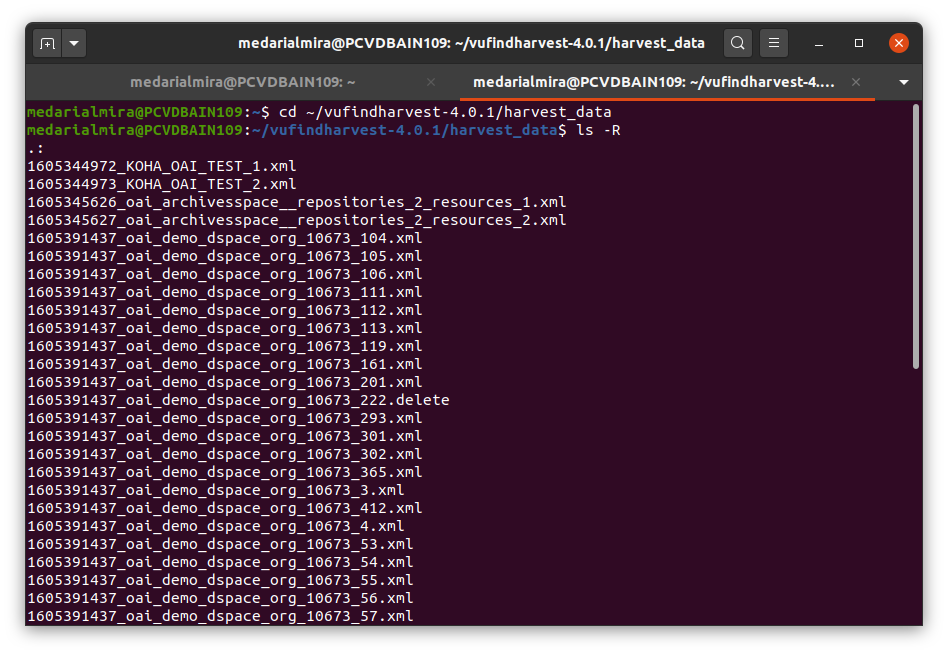 medarialmira@PCVDBAIN109: ~/vufindharvest-4.0.1/harvest_data
medarialmira@PCVDBAIN109: ~
medarialmira@PCVDBAIN109: ~/vufindharvest-4....
medarialmira@PCVDBAIN109:~$ cd ~/vufindharvest-4.0.1/harvest_data
medarialmira@PCVDBAIN109:~/vufindharvest-4.0.1/harvest_data$ ls -R
.:
1605344972_KOHA_OAI_TEST_1.xml
1605344973_KOHA_OAI_TEST_2.xml
1605345626_oai_archivesspace__repositories_2_resources_1.xml
1605345627_oai_archivesspace__repositories_2_resources_2.xml
1605391437_oai_demo_dspace_org_10673_104.xml
1605391437_oai_demo_dspace_org_10673_105.xml
1605391437_oai_demo_dspace_org_10673_106.xml
1605391437_oai_demo_dspace_org_10673_111.xml
1605391437_oai_demo_dspace_org_10673_112.xml
1605391437_oai_demo_dspace_org_10673_113.xml
1605391437_oai_demo_dspace_org_10673_119.xml
1605391437_oai_demo_dspace_org_10673_161.xml
1605391437_oai_demo_dspace_org_10673_201.xml
1605391437_oai_demo_dspace_org_10673_222.delete
1605391437_oai_demo_dspace_org_10673_293.xml
1605391437_oai_demo_dspace_org_10673_301.xml
1605391437_oai_demo_dspace_org_10673_302.xml
1605391437_oai_demo_dspace_org_10673_365.xml
1605391437_oai_demo_dspace_org_10673_3.xml
1605391437_oai_demo_dspace_org_10673_412.xml
1605391437_oai_demo_dspace_org_10673_4.xml
1605391437_oai_demo_dspace_org_10673_53.xml
1605391437_oai_demo_dspace_org_10673_54.xml
1605391437_oai_demo_dspace_org_10673_55.xml
1605391437_oai_demo_dspace_org_10673_56.xml
1605391437_oai_demo_dspace_org_10673_57.xml